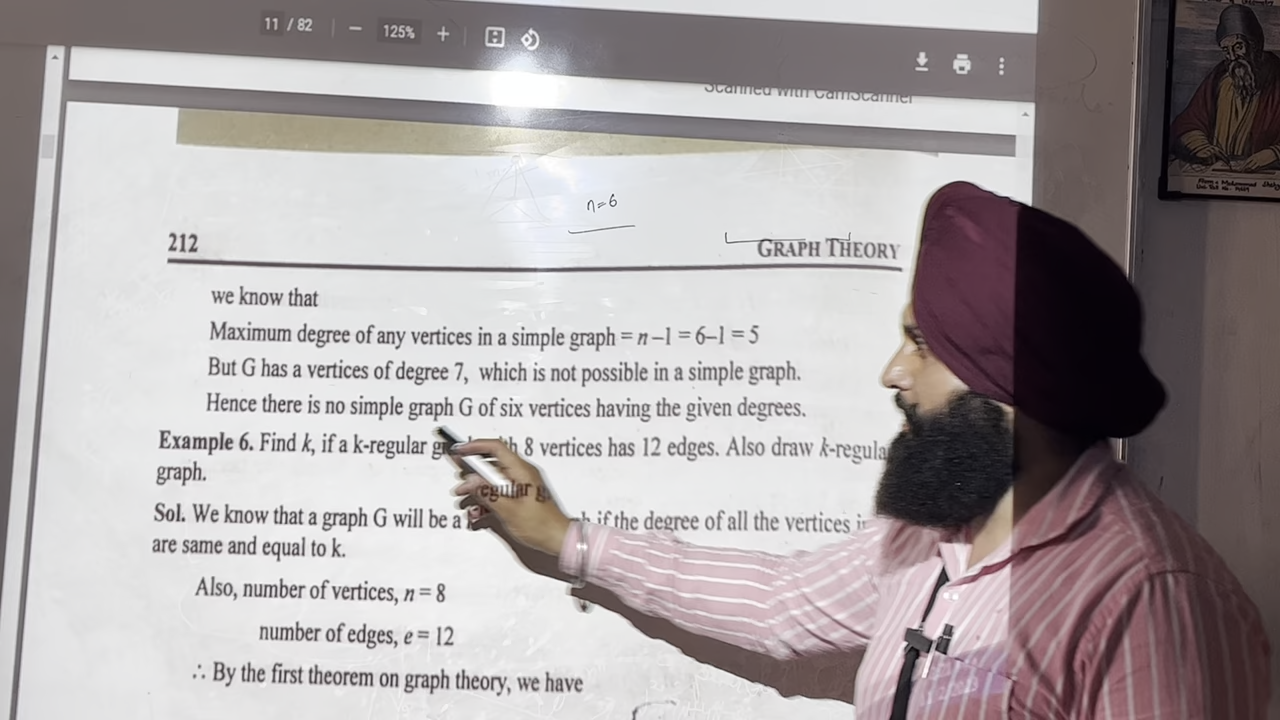 11 / 82
125%
Scanned with CamScanner
n=6
212
GRAPH THEORY
we know that
Maximum degree of any vertices in a simple graph = n –1 = 6–1 = 5
But G has a vertices of degree 7, which is not possible in a simple graph.
Hence there is no simple graph G of six vertices having the given degrees.
Example 6. Find k, if a k-regular 8 vertices has 12 edges. Also draw k-regula
graph.
Sol. We know that a graph G will be a regular if the degree of all the vertices
are same and equal to k.
Also, number of vertices, n = 8
number of edges, e = 12
∴ By the first theorem on graph theory, we have